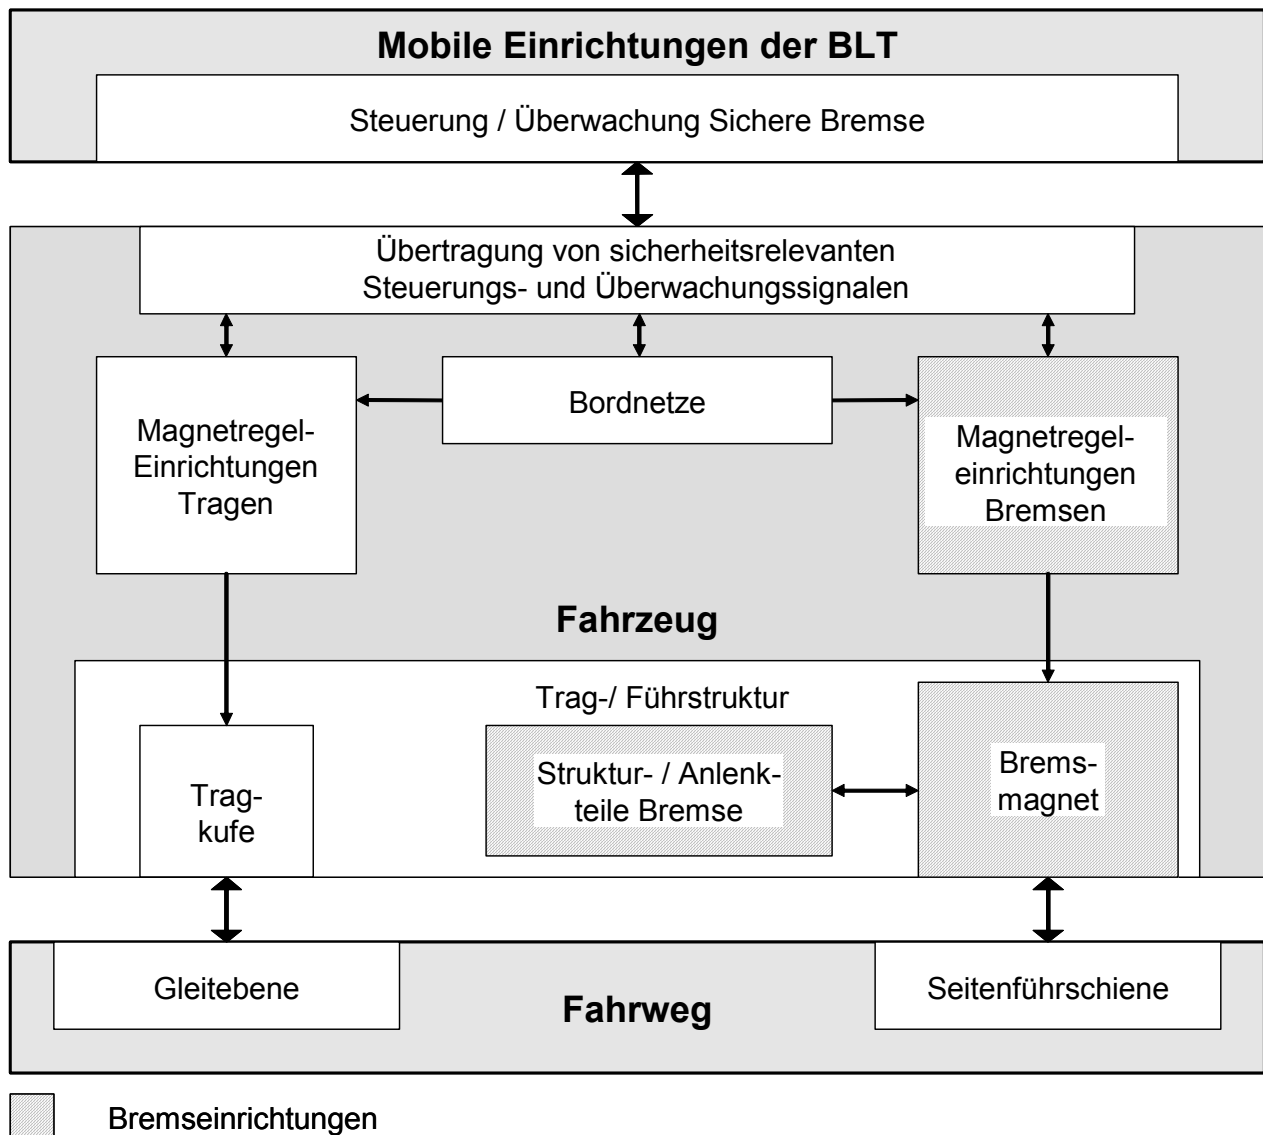 Mobile Einrichtungen der BLT
Steuerung / Überwachung Sichere Bremse
Übertragung von sicherheitsrelevanten
Steuerungs- und Überwachungssignalen
Magnetregel-
Einrichtungen
Tragen
Bordnetze
Magnetregel-
einrichtungen
Bremsen
Fahrzeug
Trag-/ Führstruktur
Trag-
kufe
Struktur- / Anlenk-
teile Bremse
Brems-
magnet
Gleitebene
Fahrweg
Seitenführschiene
Bremseinrichtungen